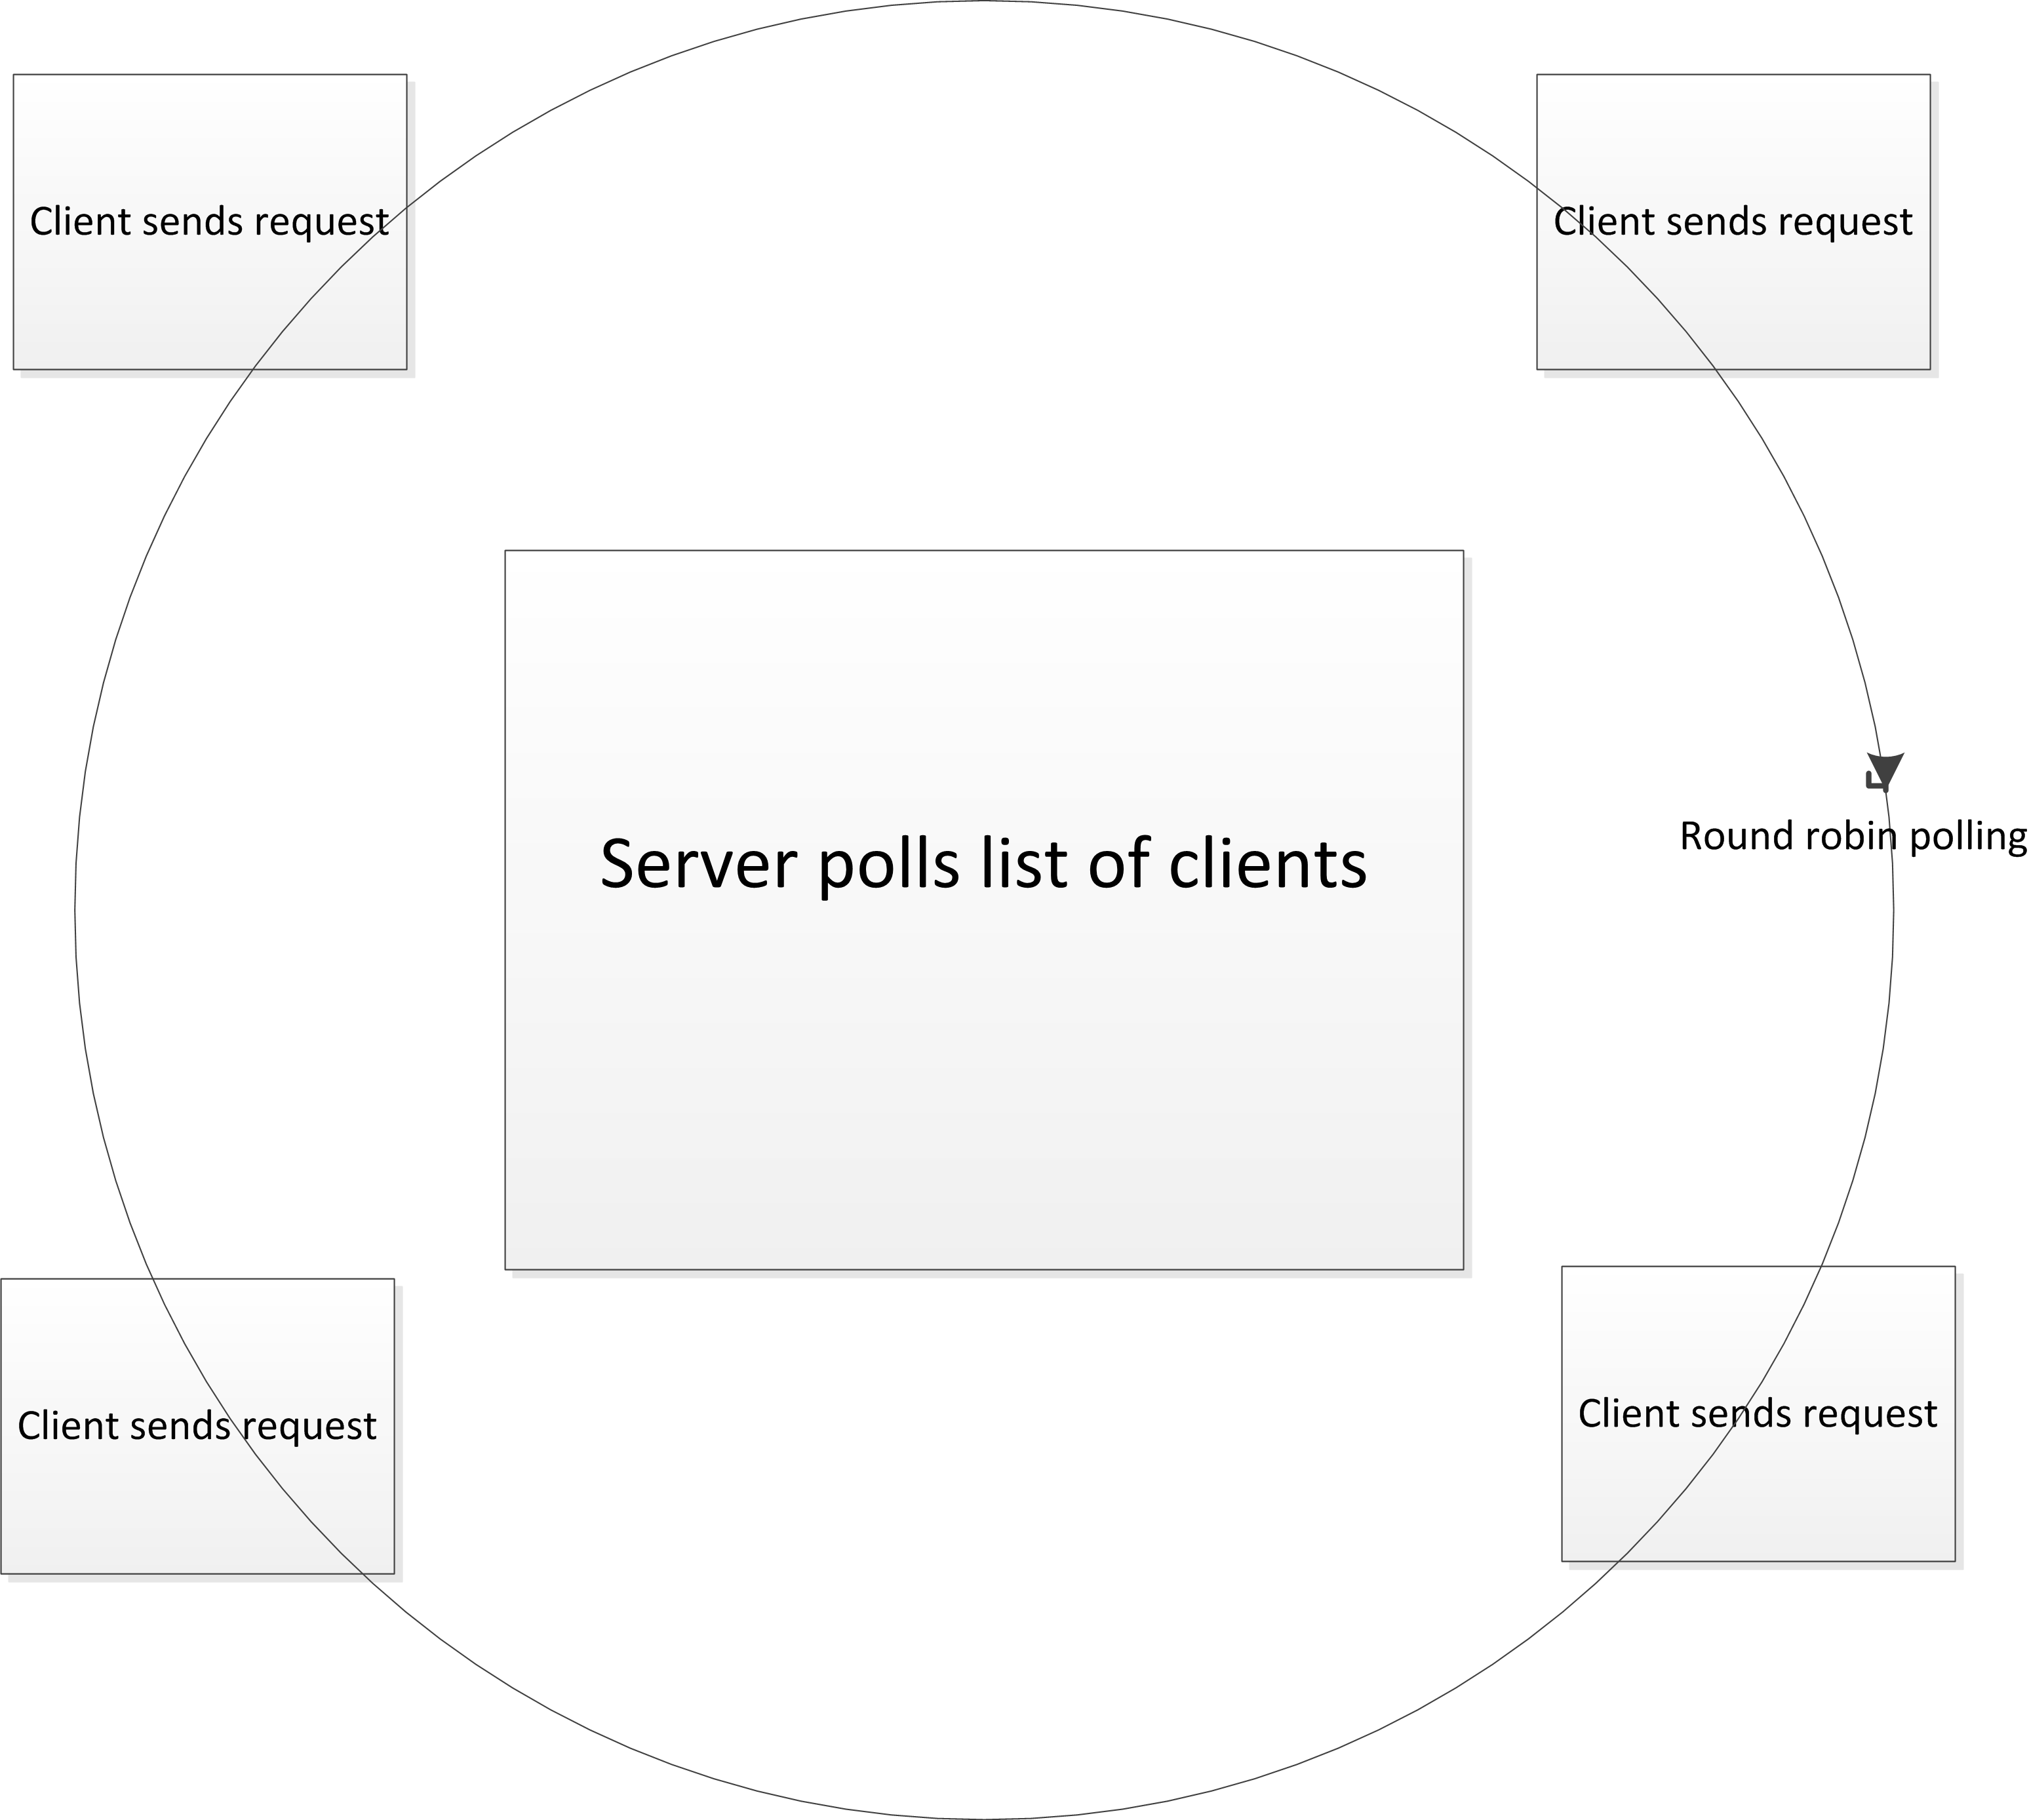 Client sends request
Client sends request
Server polls list of clients
Round robin polling
Client sends request
Client sends request